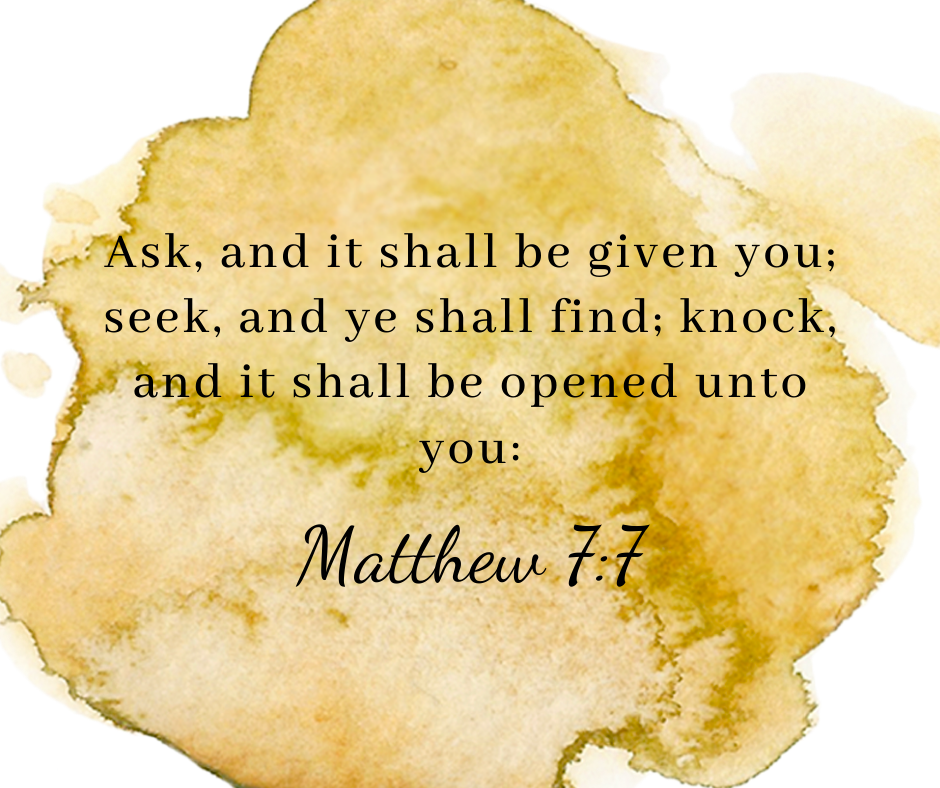 Ask, and it shall be given you;
seek, and ye shall find; knock,
and it shall be opened unto
you:
Matthew 7:7